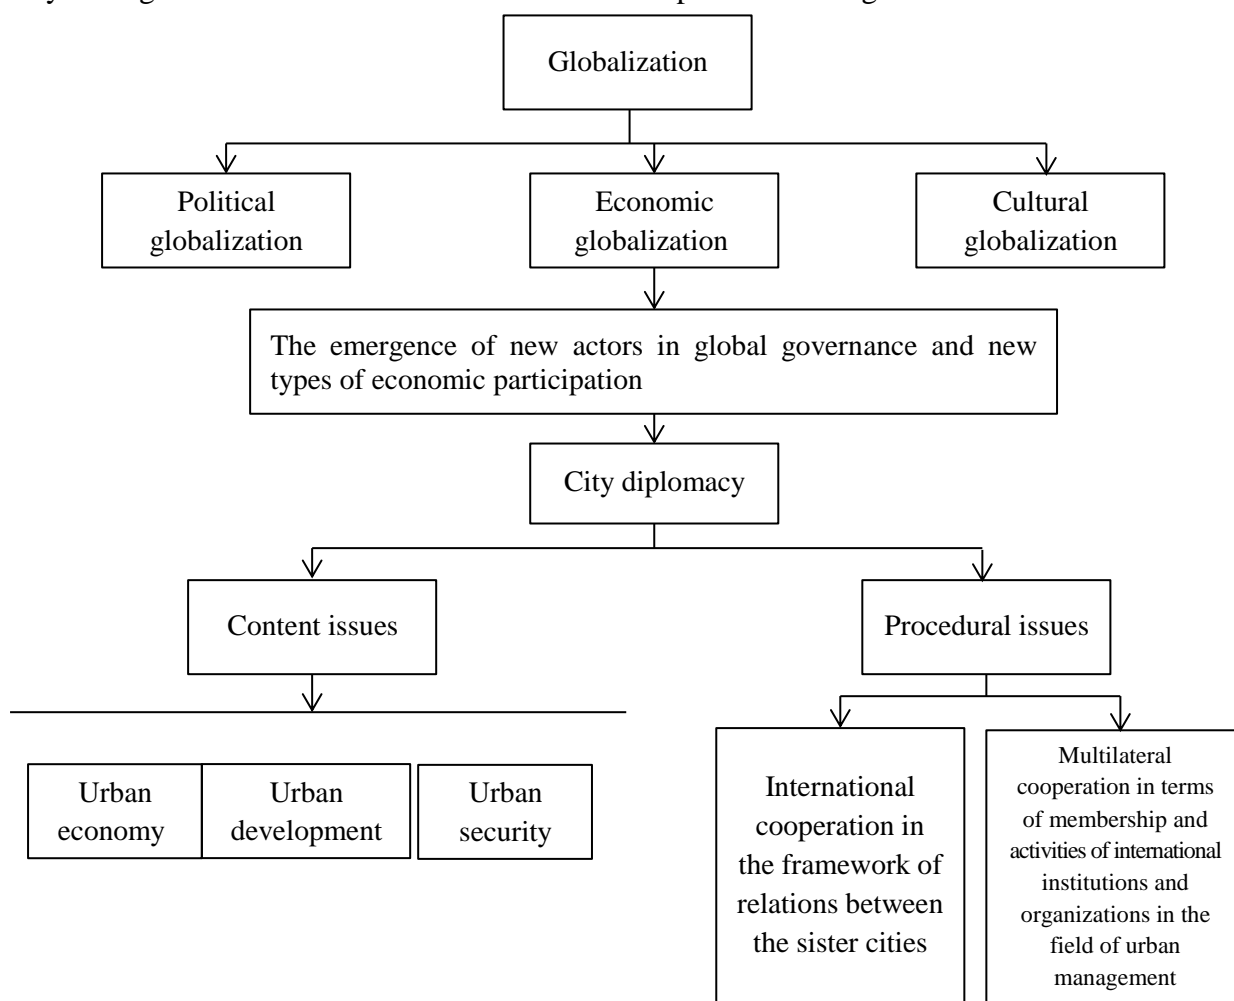 Globalization
Political
globalization
Economic
globalization
Cultural
globalization
The emergence of new actors in global governance and new
types of economic participation
City diplomacy
Content issues
Procedural issues
Urban
economy
Urban
development
Urban
security
International
cooperation in
the framework of
relations between
the sister cities
Multilateral
cooperation in terms
of membership and
activities of international
institutions and
organizations in the
field of urban
management